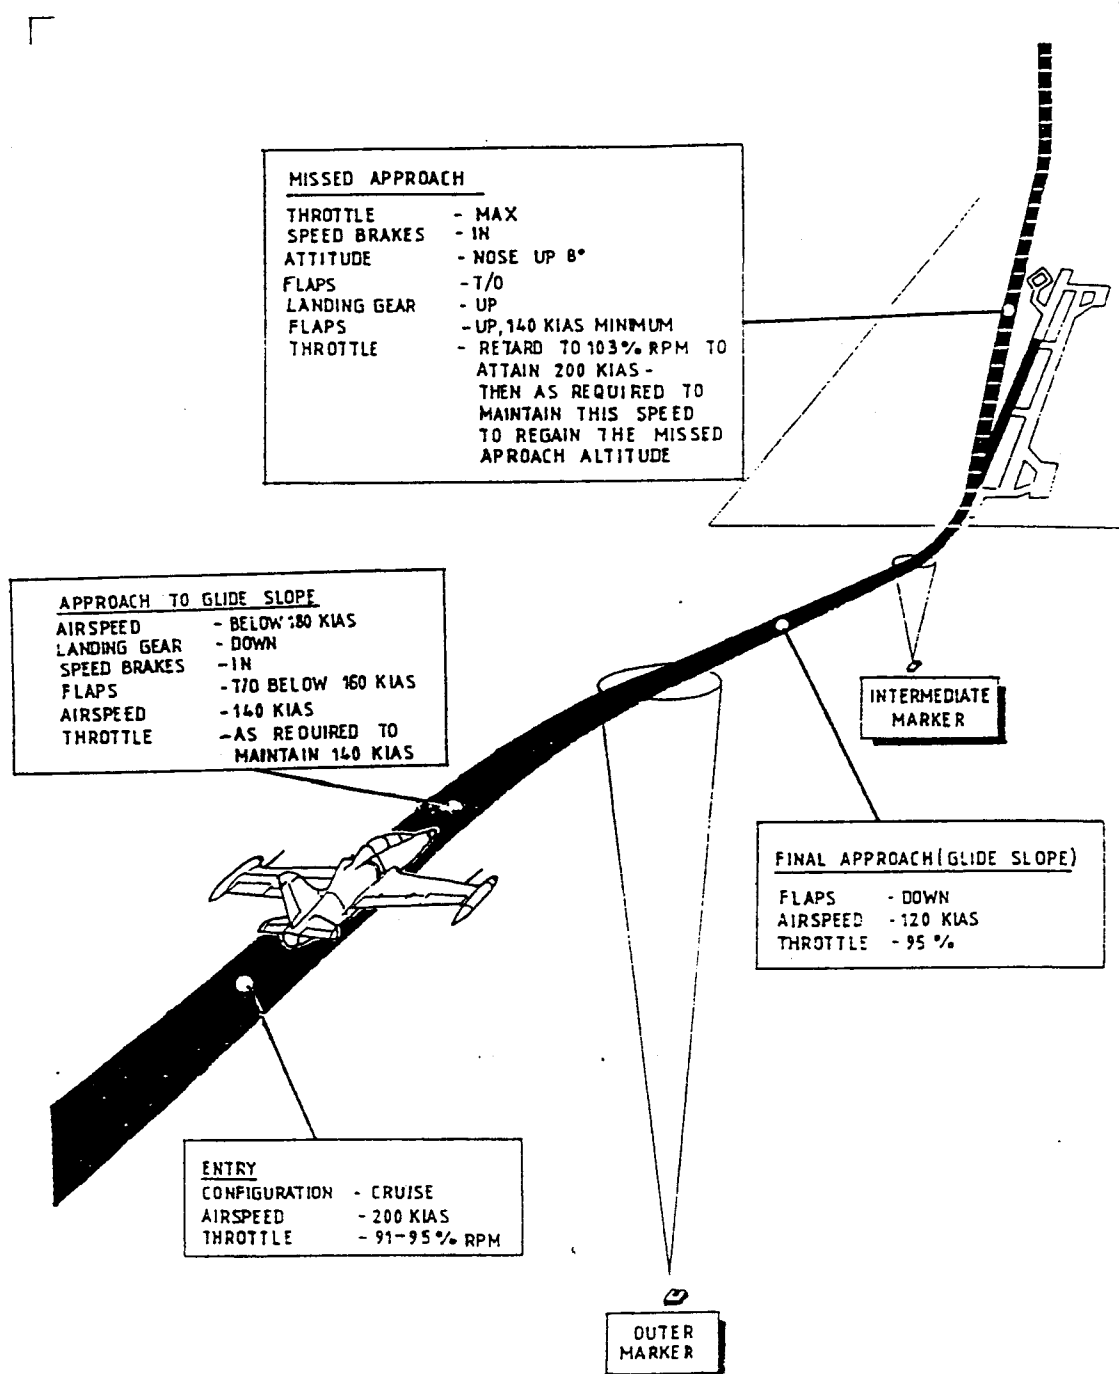 MISSED APPROACH
THROTTLE - MAX
SPEED BRAKES - IN
ATTITUDE - NOSE UP 8°
FLAPS - T/O
LANDING GEAR - UP
FLAPS - UP, 140 KIAS MINIMUM
THROTTLE - RETARD TO 103% RPM TO
ATTAIN 200 KIAS -
THEN AS REQUIRED TO
MAINTAIN THIS SPEED
TO REGAIN THE MISSED
APROACH ALTITUDE
APPROACH TO GLIDE SLOPE
AIRSPEED - BELOW 180 KIAS
LANDING GEAR - DOWN
SPEED BRAKES - IN
FLAPS - T/O BELOW 160 KIAS
AIRSPEED - 140 KIAS
THROTTLE - AS REQUIRED TO
MAINTAIN 140 KIAS
INTERMEDIATE
MARKER
FINAL APPROACH (GLIDE SLOPE)
FLAPS - DOWN
AIRSPEED - 120 KIAS
THROTTLE - 95 %
ENTRY
CONFIGURATION - CRUISE
AIRSPEED - 200 KIAS
THROTTLE - 91-95 % RPM
OUTER
MARKER